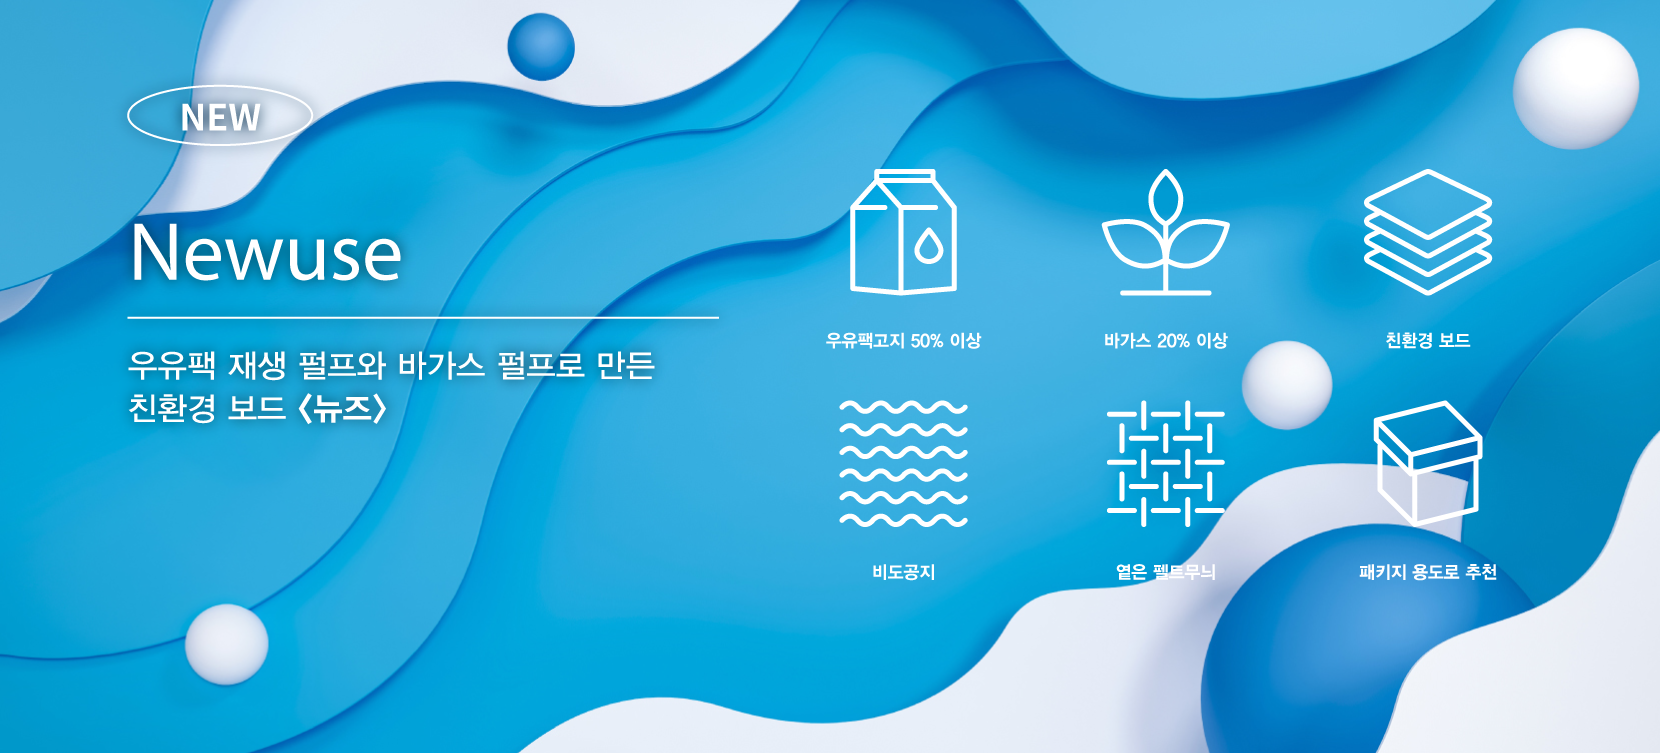 NEW
Newuse
우유팩 재생 펄프와 바가스 펄프로 만든
친환경 보드 〈뉴즈〉
우유팩고지 50% 이상
바가스 20% 이상
친환경 보드
비도공지
옅은 펠트무늬
패키지 용도로 추천